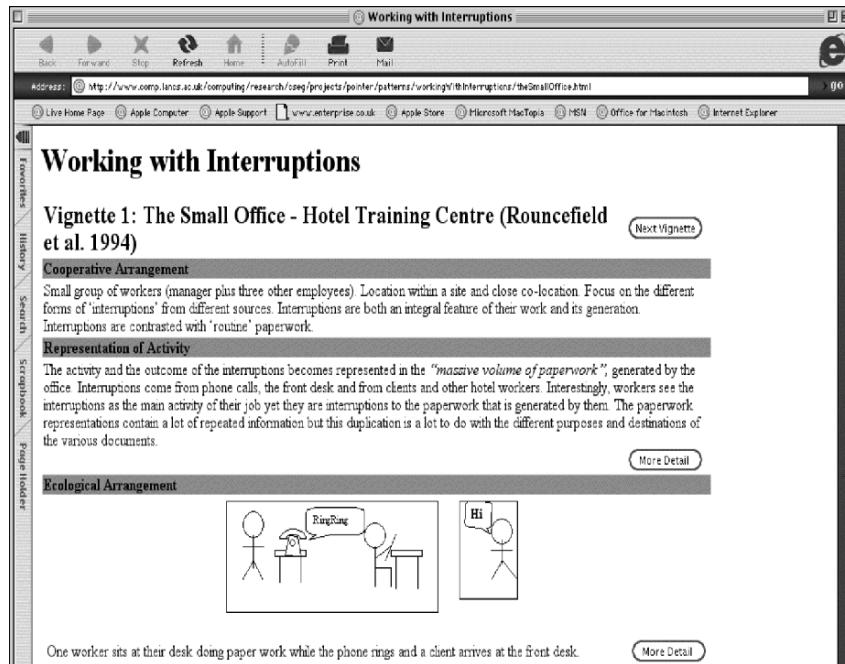 Working with Interruptions
Back Forward Stop Refresh Home AutoFill Print Mail
Address: http://www.comp.lancs.ac.uk/computing/research/cseg/projects/pointer/patterns/workingWithInterruptions/theSmallOffice.html go
Live Home Page Apple Computer Apple Support www.enterprise.co.uk Apple Store Microsoft MacTopia MSN Office for Macintosh Internet Explorer
Favorites
History
Search
Scrapbook
Page Holder
Working with Interruptions
Vignette 1: The Small Office - Hotel Training Centre (Rouncefield
et al. 1994)
Next Vignette
Cooperative Arrangement
Small group of workers (manager plus three other employees). Location within a site and close co-location. Focus on the different
forms of 'interruptions' from different sources. Interruptions are both an integral feature of their work and its generation.
Interruptions are contrasted with 'routine' paperwork.
Representation of Activity
The activity and the outcome of the interruptions becomes represented in the "massive volume of paperwork", generated by the
office. Interruptions come from phone calls, the front desk and from clients and other hotel workers. Interestingly, workers see the
interruptions as the main activity of their job yet they are interruptions to the paperwork that is generated by them. The paperwork
representations contain a lot of repeated information but this duplication is a lot to do with the different purposes and destinations of
the various documents.
More Detail
Ecological Arrangement
RingRing
Hi
One worker sits at their desk doing paper work while the phone rings and a client arrives at the front desk.
More Detail